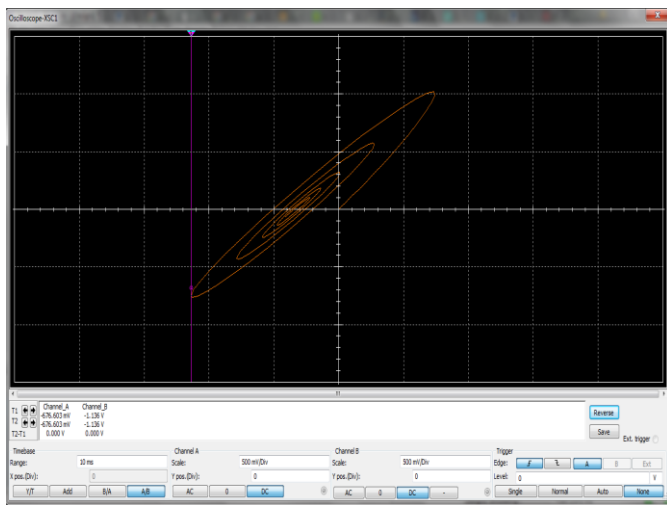 Oscilloscope-XSC1
Channel_A Channel_B
T1 -676.603 mV -1.136 V
T2 -676.603 mV -1.136 V
T2-T1 0.000 V 0.000 V
Reverse
Save
Ext. trigger
Timebase Channel A Channel B Trigger
Range: 10 ms Scale: 500 mV/Div Scale: 500 mV/Div Edge: A B Ext
X pos.(Div): 0 Y pos.(Div): 0 Y pos.(Div): 0 Level: 0 V
Y/T Add B/A A/B AC 0 DC AC 0 DC - Single Normal Auto None